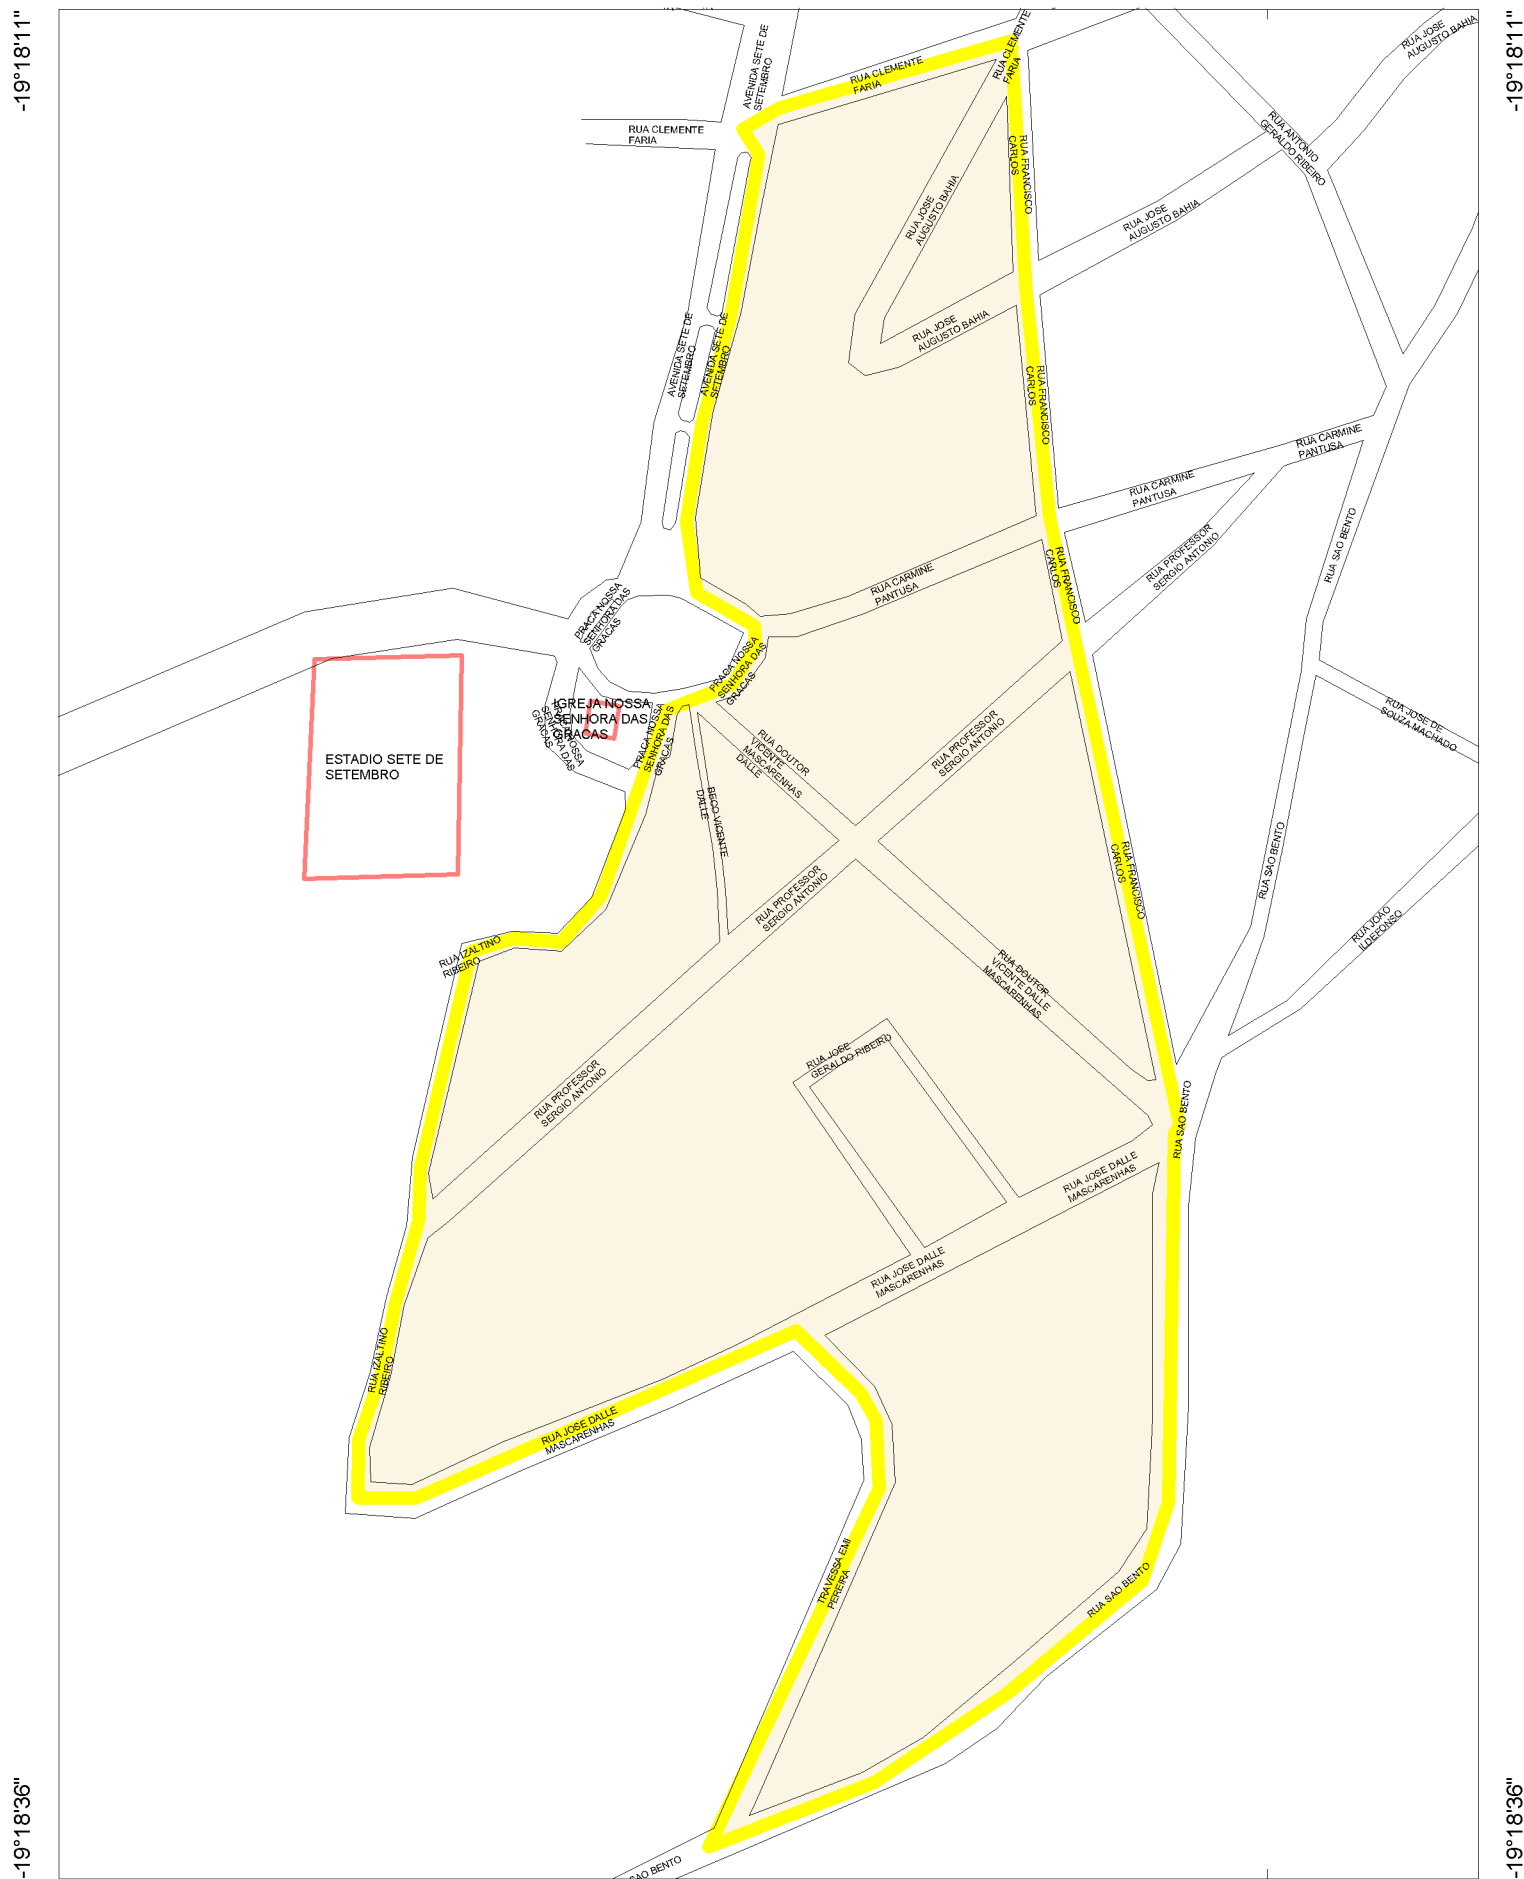 -19°18'11"
-19°18'11"
AVENIDA SETE DE
SETEMBRO
RUA CLEMENTE
FARIA
RUA CLEMENTE
FARIA
RUA CLEMENTE
FARIA
RUA JOSE
AUGUSTO BAHIA
RUA ANTONIO
GERALDO RIBEIRO
RUA FRANCISCO
CARLOS
RUA JOSE
AUGUSTO BAHIA
RUA JOSE
AUGUSTO BAHIA
RUA JOSE
AUGUSTO BAHIA
AVENIDA SETE DE
SETEMBRO
AVENIDA SETE DE
SETEMBRO
RUA FRANCISCO
CARLOS
RUA CARMINE
PANTUSA
RUA CARMINE
PANTUSA
RUA PROFESSOR
SERGIO ANTONIO
RUA SAO BENTO
RUA CARMINE
PANTUSA
RUA FRANCISCO
CARLOS
PRACA NOSSA
SENHORA DAS
GRACAS
PRACA NOSSA
SENHORA DAS
GRACAS
IGREJA NOSSA
SENHORA DAS
GRACAS
PRACA NOSSA
SENHORA DAS
GRACAS
PRACA NOSSA
SENHORA DAS
GRACAS
RUA JOSE DE
SOUZA MACHADO
ESTADIO SETE DE
SETEMBRO
RUA DOUTOR
VICENTE
MASCARENHAS
DALLE
RUA PROFESSOR
SERGIO ANTONIO
BECO VICENTE
DALLE
RUA PROFESSOR
SERGIO ANTONIO
RUA FRANCISCO
CARLOS
RUA SAO BENTO
RUA JOAO
ILDEFONSO
RUA IZALTINO
RIBEIRO
RUA DOUTOR
VICENTE DALLE
MASCARENHAS
RUA JOSE
GERALDO RIBEIRO
RUA PROFESSOR
SERGIO ANTONIO
RUA SAO BENTO
RUA JOSE DALLE
MASCARENHAS
RUA JOSE DALLE
MASCARENHAS
RUA IZALTINO
RIBEIRO
RUA JOSE DALLE
MASCARENHAS
TRAVESSA EMI
PEREIRA
RUA SAO BENTO
SAO BENTO
-19°18'36"
-19°18'36"